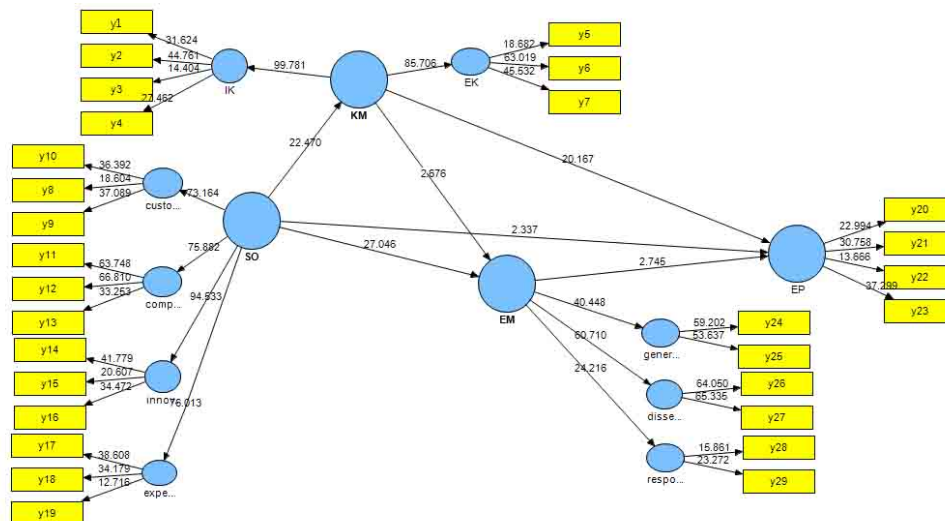 y1
y2
y3
y4
31.624
44.761
14.404
27.462
IK
99.781
KM
85.706
EK
18.682
63.019
45.532
y5
y6
y7
22.470
2.676
20.167
y10
y8
y9
36.392
18.604
37.089
custo...
73.164
SO
2.337
27.046
y11
y12
y13
63.748
66.810
33.253
comp...
75.882
94.533
76.013
y14
y15
y16
41.779
20.607
34.472
innov...
y17
y18
y19
38.608
34.179
12.716
expe...
EM
2.745
EP
22.994
30.758
13.666
37.299
y20
y21
y22
y23
40.448
60.710
24.216
gener...
59.202
53.637
y24
y25
disse...
64.050
65.335
y26
y27
respo...
15.861
23.272
y28
y29